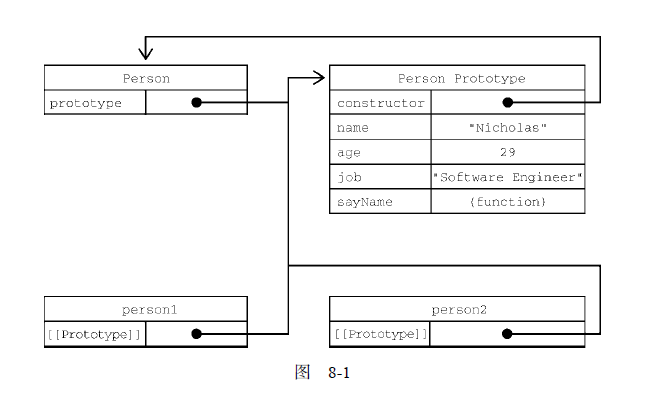 Person
prototype
Person Prototype
constructor
name "Nicholas"
age 29
job "Software Engineer"
sayName (function)
person1
[[Prototype]]
person2
[[Prototype]]
图 8-1